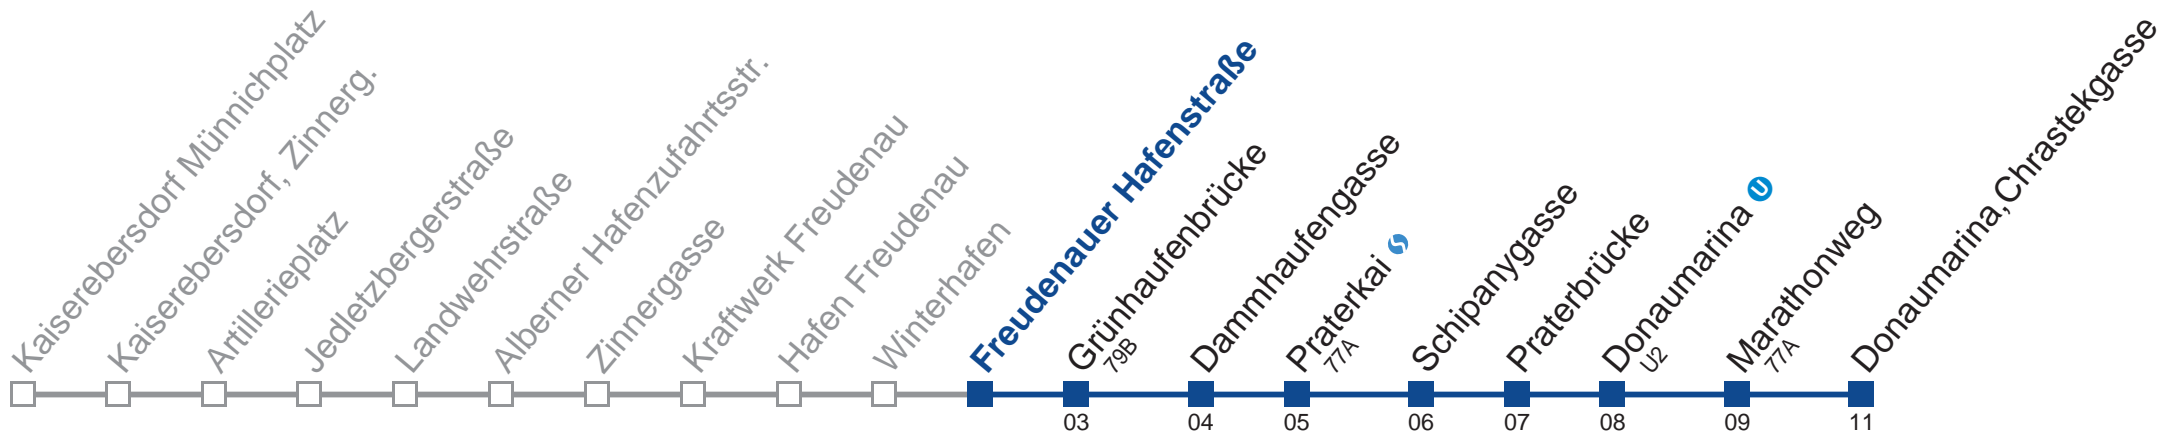 Kaiserebersdorf Münnichplatz
Kaiserebersdorf, Zinnerg.
Artillerieplatz
Jedletzbergerstraße
Landwehrstraße
Alberner Hafenzufahrtsstr.
Zinnergasse
Kraftwerk Freudenau
Hafen Freudenau
Winterhafen
Freudenauer Hafenstraße
Grünhaufenbrücke
79B
Dammhaufengasse
Praterkai
77A
Schipanygasse
Praterbrücke
Donaumarina U
U2
Marathonweg
77A
Donaumarina,Chrastekgasse
03 04 05 06 07 08 09 11